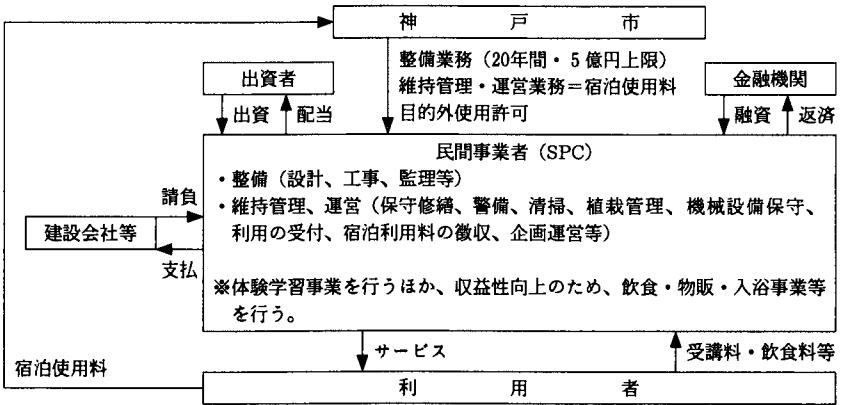 神戸市
整備業務（20年間・５億円上限）
維持管理・運営業務＝宿泊使用料
目的外使用許可
出資者
金融機関
出資
配当
融資
返済
民間事業者（SPC）
・整備（設計、工事、監理等）
・維持管理、運営（保守修繕、警備、清掃、植栽管理、機械設備保守、
利用の受付、宿泊利用料の徴収、企画運営等）
※体験学習事業を行うほか、収益性向上のため、飲食・物販・入浴事業等
を行う。
請負
建設会社等
支払
サービス
受講料・飲食料等
宿泊使用料
利用者